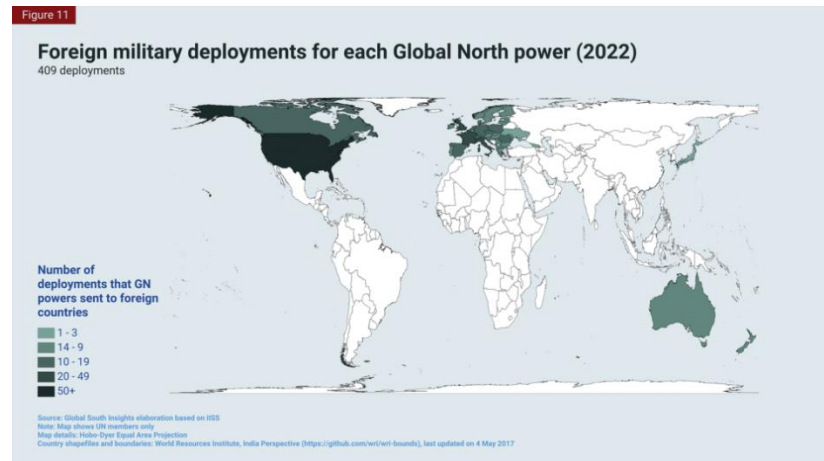 Figure 11
Foreign military deployments for each Global North power (2022)
409 deployments
Number of
deployments that GN
powers sent to foreign
countries
1 - 3
14 - 9
10 - 19
20 - 49
50+
Source: Global South Insights elaboration based on IISS
Note: Map shows UN members only
Map details: Hobo-Dyer Equal Area Projection
Country shapefiles and boundaries: World Resources Institute, India Perspective (https://github.com/wri/wri-bounds), last updated on 4 May 2017